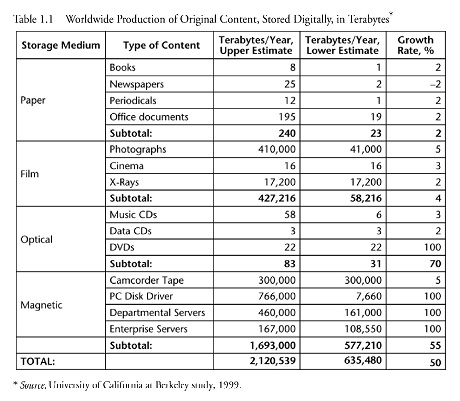 Table 1.1 Worldwide Production of Original Content, Stored Digitally, in Terabytes*
Storage Medium Type of Content Terabytes/Year, Upper Estimate Terabytes/Year, Lower Estimate Growth Rate, %
Paper
Books 8 1 2
Newspapers 25 2 –2
Periodicals 12 1 2
Office documents 195 19 2
Subtotal: 240 23 2
Film
Photographs 410,000 41,000 5
Cinema 16 16 3
X-Rays 17,200 17,200 2
Subtotal: 427,216 58,216 4
Optical
Music CDs 58 6 3
Data CDs 3 3 2
DVDs 22 22 100
Subtotal: 83 31 70
Magnetic
Camcorder Tape 300,000 300,000 5
PC Disk Driver 766,000 7,660 100
Departmental Servers 460,000 161,000 100
Enterprise Servers 167,000 108,550 100
Subtotal: 1,693,000 577,210 55
TOTAL: 2,120,539 635,480 50
* Source, University of California at Berkeley study, 1999.